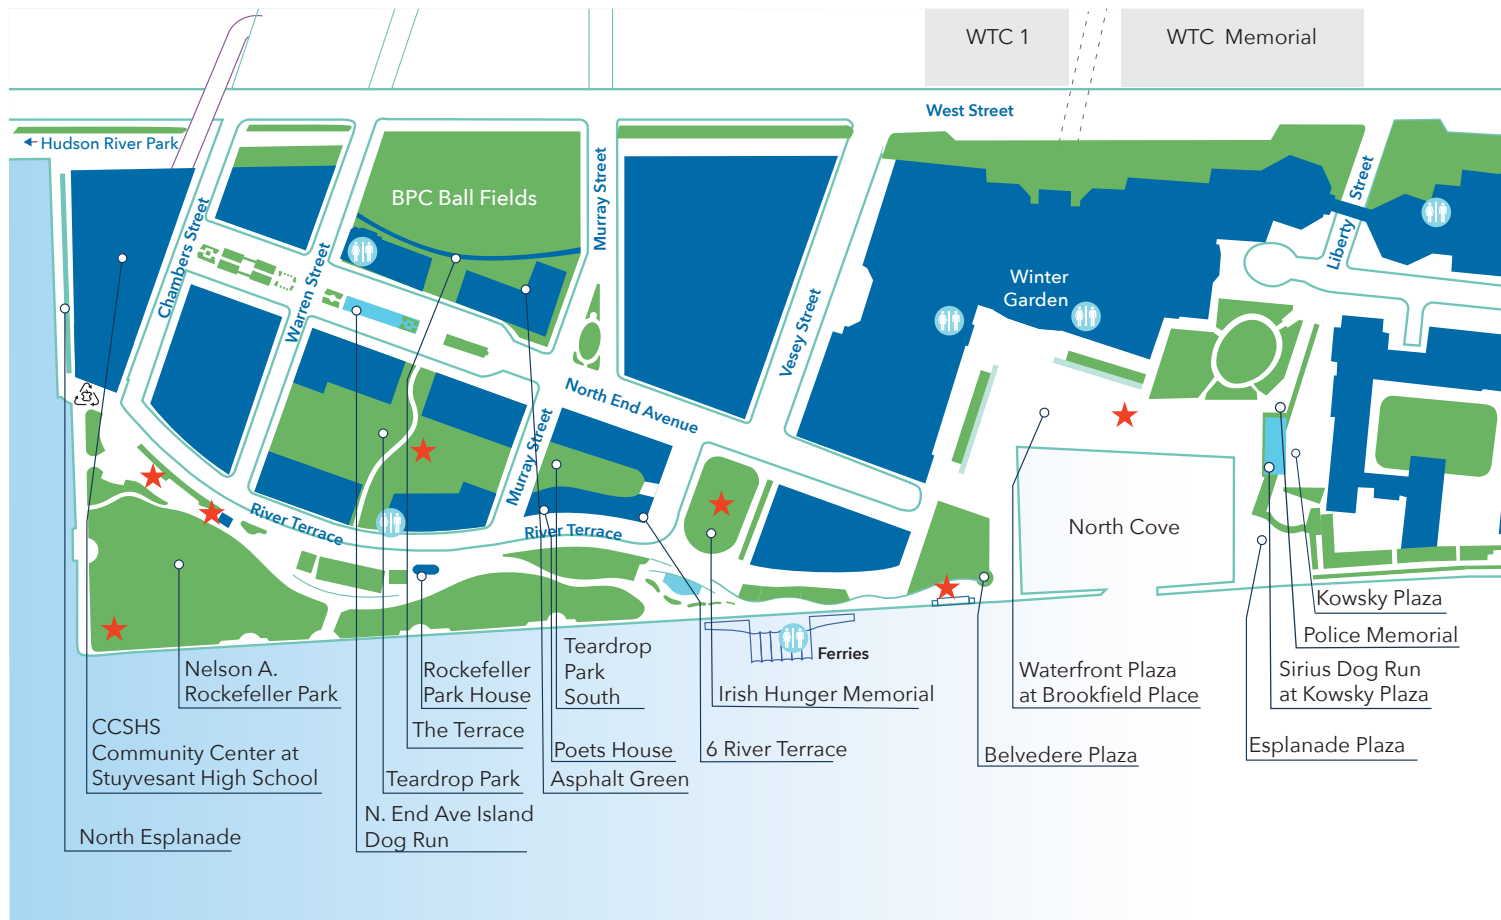 WTC 1
WTC Memorial
West Street
Hudson River Park
BPC Ball Fields
Murray Street
Chambers Street
Warren Street
Vesey Street
Liberty Street
Winter
Garden
North End Avenue
Murray Street
River Terrace
River Terrace
North Cove
Ferries
Kowsky Plaza
Police Memorial
Sirius Dog Run
at Kowsky Plaza
Esplanade Plaza
Waterfront Plaza
at Brookfield Place
Belvedere Plaza
Irish Hunger Memorial
6 River Terrace
Teardrop
Park
South
Poets House
Asphalt Green
Rockefeller
Park House
The Terrace
Teardrop Park
N. End Ave Island
Dog Run
Nelson A.
Rockefeller Park
CCSHS
Community Center at
Stuyvesant High School
North Esplanade